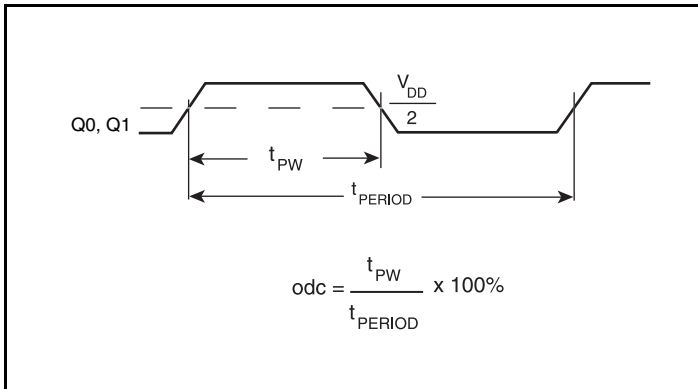 V_DD
2
Q0, Q1
t_PW
t_PERIOD
odc = t_PW / t_PERIOD x 100%